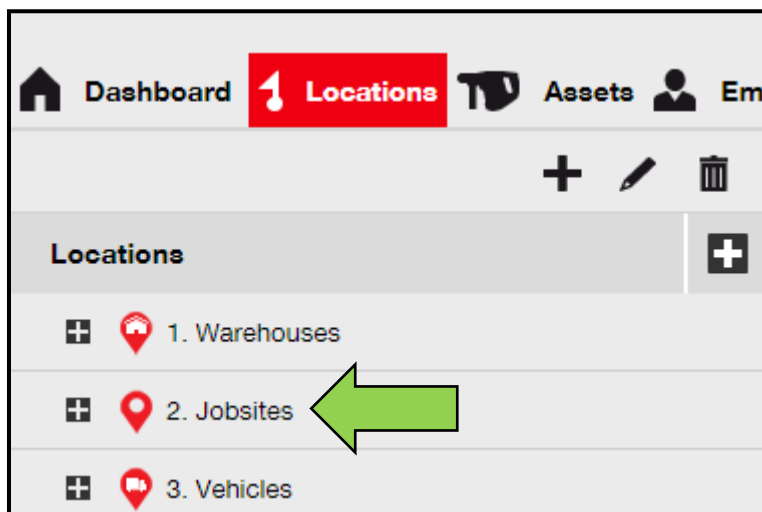 Dashboard Locations Assets Em
Locations
1. Warehouses
2. Jobsites
3. Vehicles